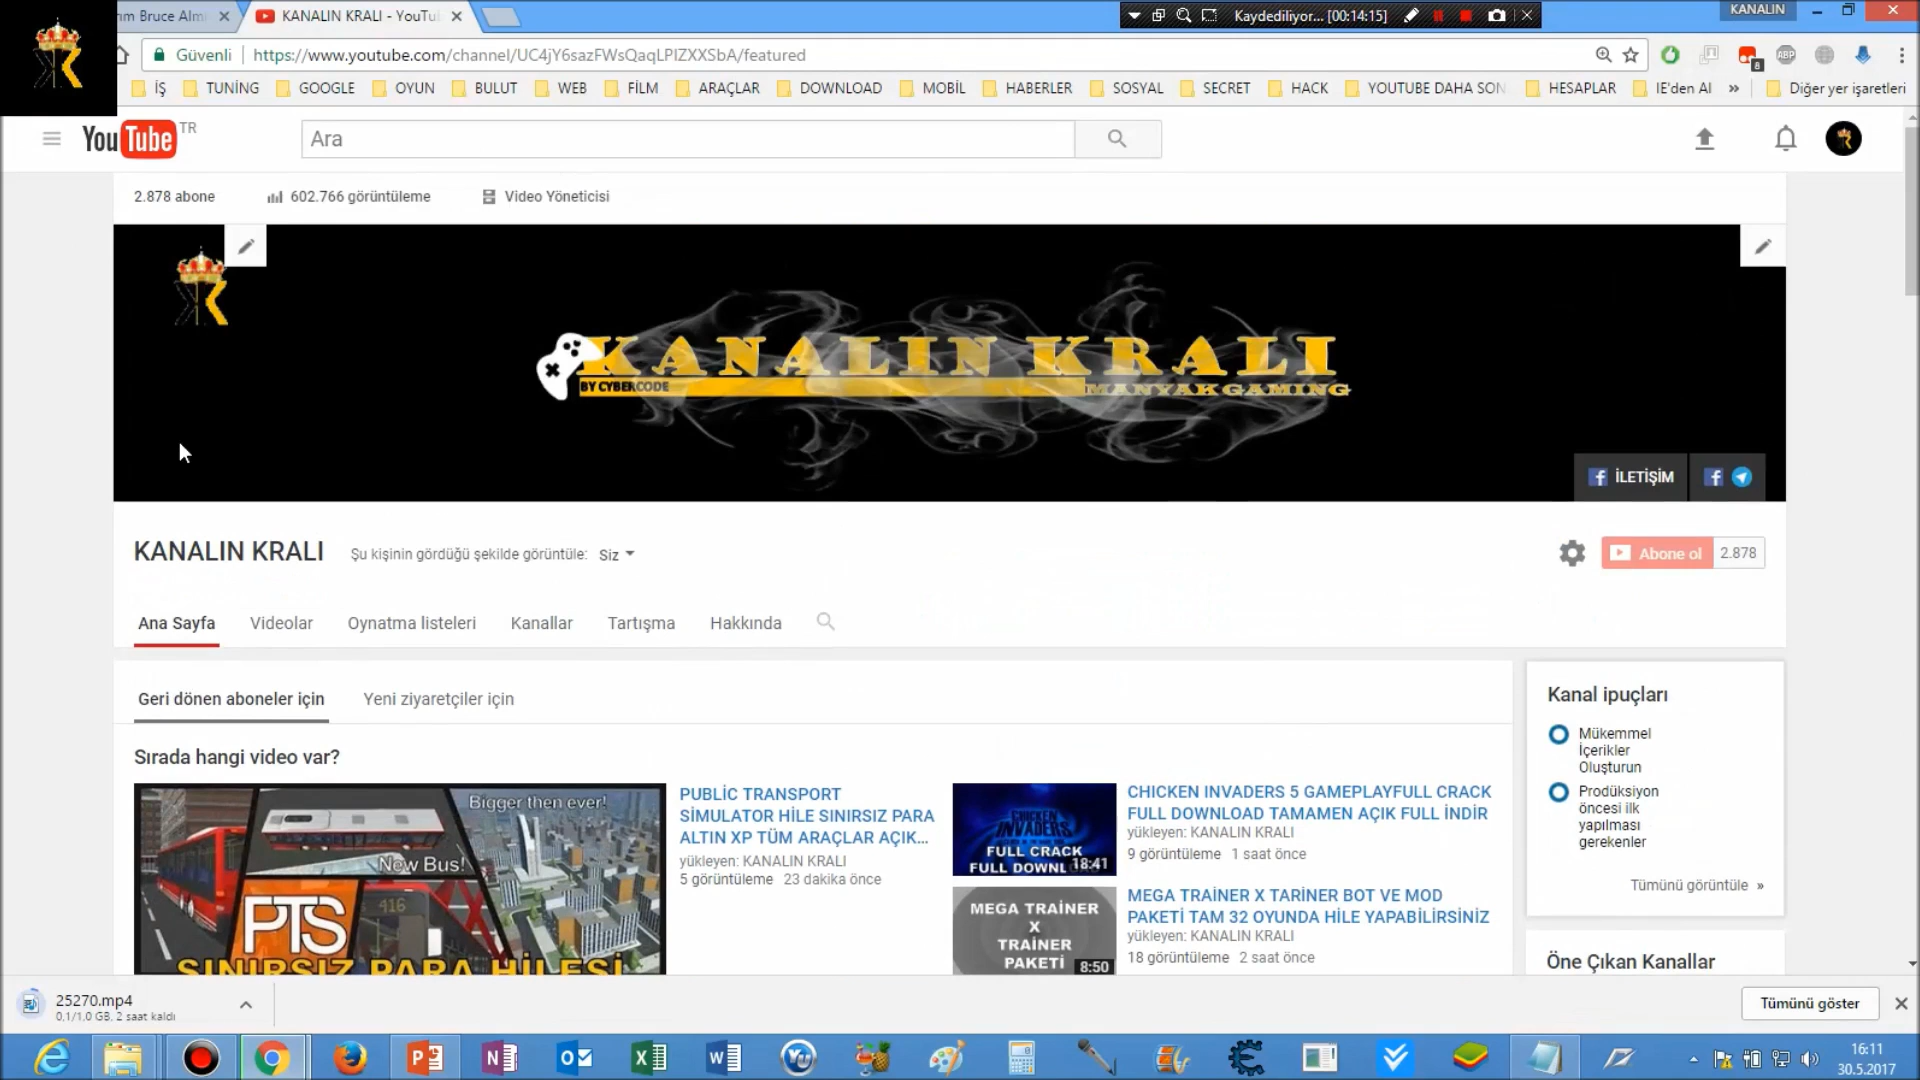 ım Bruce Almi
KANALIN KRALI - YouTu
Kaydediliyor... [00:14:15]
KANALIN
Güvenli
https://www.youtube.com/channel/UC4jY6sazFWsQaqLPIZXXSbA/featured
8
ABP
İŞ
TUNİNG
GOOGLE
OYUN
BULUT
WEB
FİLM
ARAÇLAR
DOWNLOAD
MOBİL
HABERLER
SOSYAL
SECRET
HACK
YOUTUBE DAHA SON
HESAPLAR
IE'den Al
»
Diğer yer işaretleri
YouTube TR
Ara
2.878 abone
602.766 görüntüleme
Video Yöneticisi
KANALIN KRALI
BY CYBERCODE
MANYAKGAMING
İLETİŞİM
KANALIN KRALI
Şu kişinin gördüğü şekilde görüntüle: Siz
Abone ol 2.878
Ana Sayfa
Videolar
Oynatma listeleri
Kanallar
Tartışma
Hakkında
Geri dönen aboneler için
Yeni ziyaretçiler için
Sırada hangi video var?
Bigger then ever!
New Bus!
416
PTS
SINIRSIZ PARA HİLESİ
PUBLİC TRANSPORT
SİMULATOR HİLE SINIRSIZ PARA
ALTIN XP TÜM ARAÇLAR AÇIK...
yükleyen: KANALIN KRALI
5 görüntüleme 23 dakika önce
CHICKEN INVADERS
FULL CRACK
FULL DOWNL
18:41
CHICKEN INVADERS 5 GAMEPLAYFULL CRACK
FULL DOWNLOAD TAMAMEN AÇIK FULL İNDİR
yükleyen: KANALIN KRALI
9 görüntüleme 1 saat önce
MEGA TRAİNER
X
TRAİNER
PAKETİ
8:50
MEGA TRAİNER X TARİNER BOT VE MOD
PAKETİ TAM 32 OYUNDA HİLE YAPABİLİRSİNİZ
yükleyen: KANALIN KRALI
18 görüntüleme 2 saat önce
Kanal ipuçları
Mükemmel
İçerikler
Oluşturun
Prodüksiyon
öncesi ilk
yapılması
gerekenler
Tümünü görüntüle »
Öne Çıkan Kanallar
25270.mp4
0,1/1,0 GB, 2 saat kaldı
Tümünü göster
16:11
30.5.2017